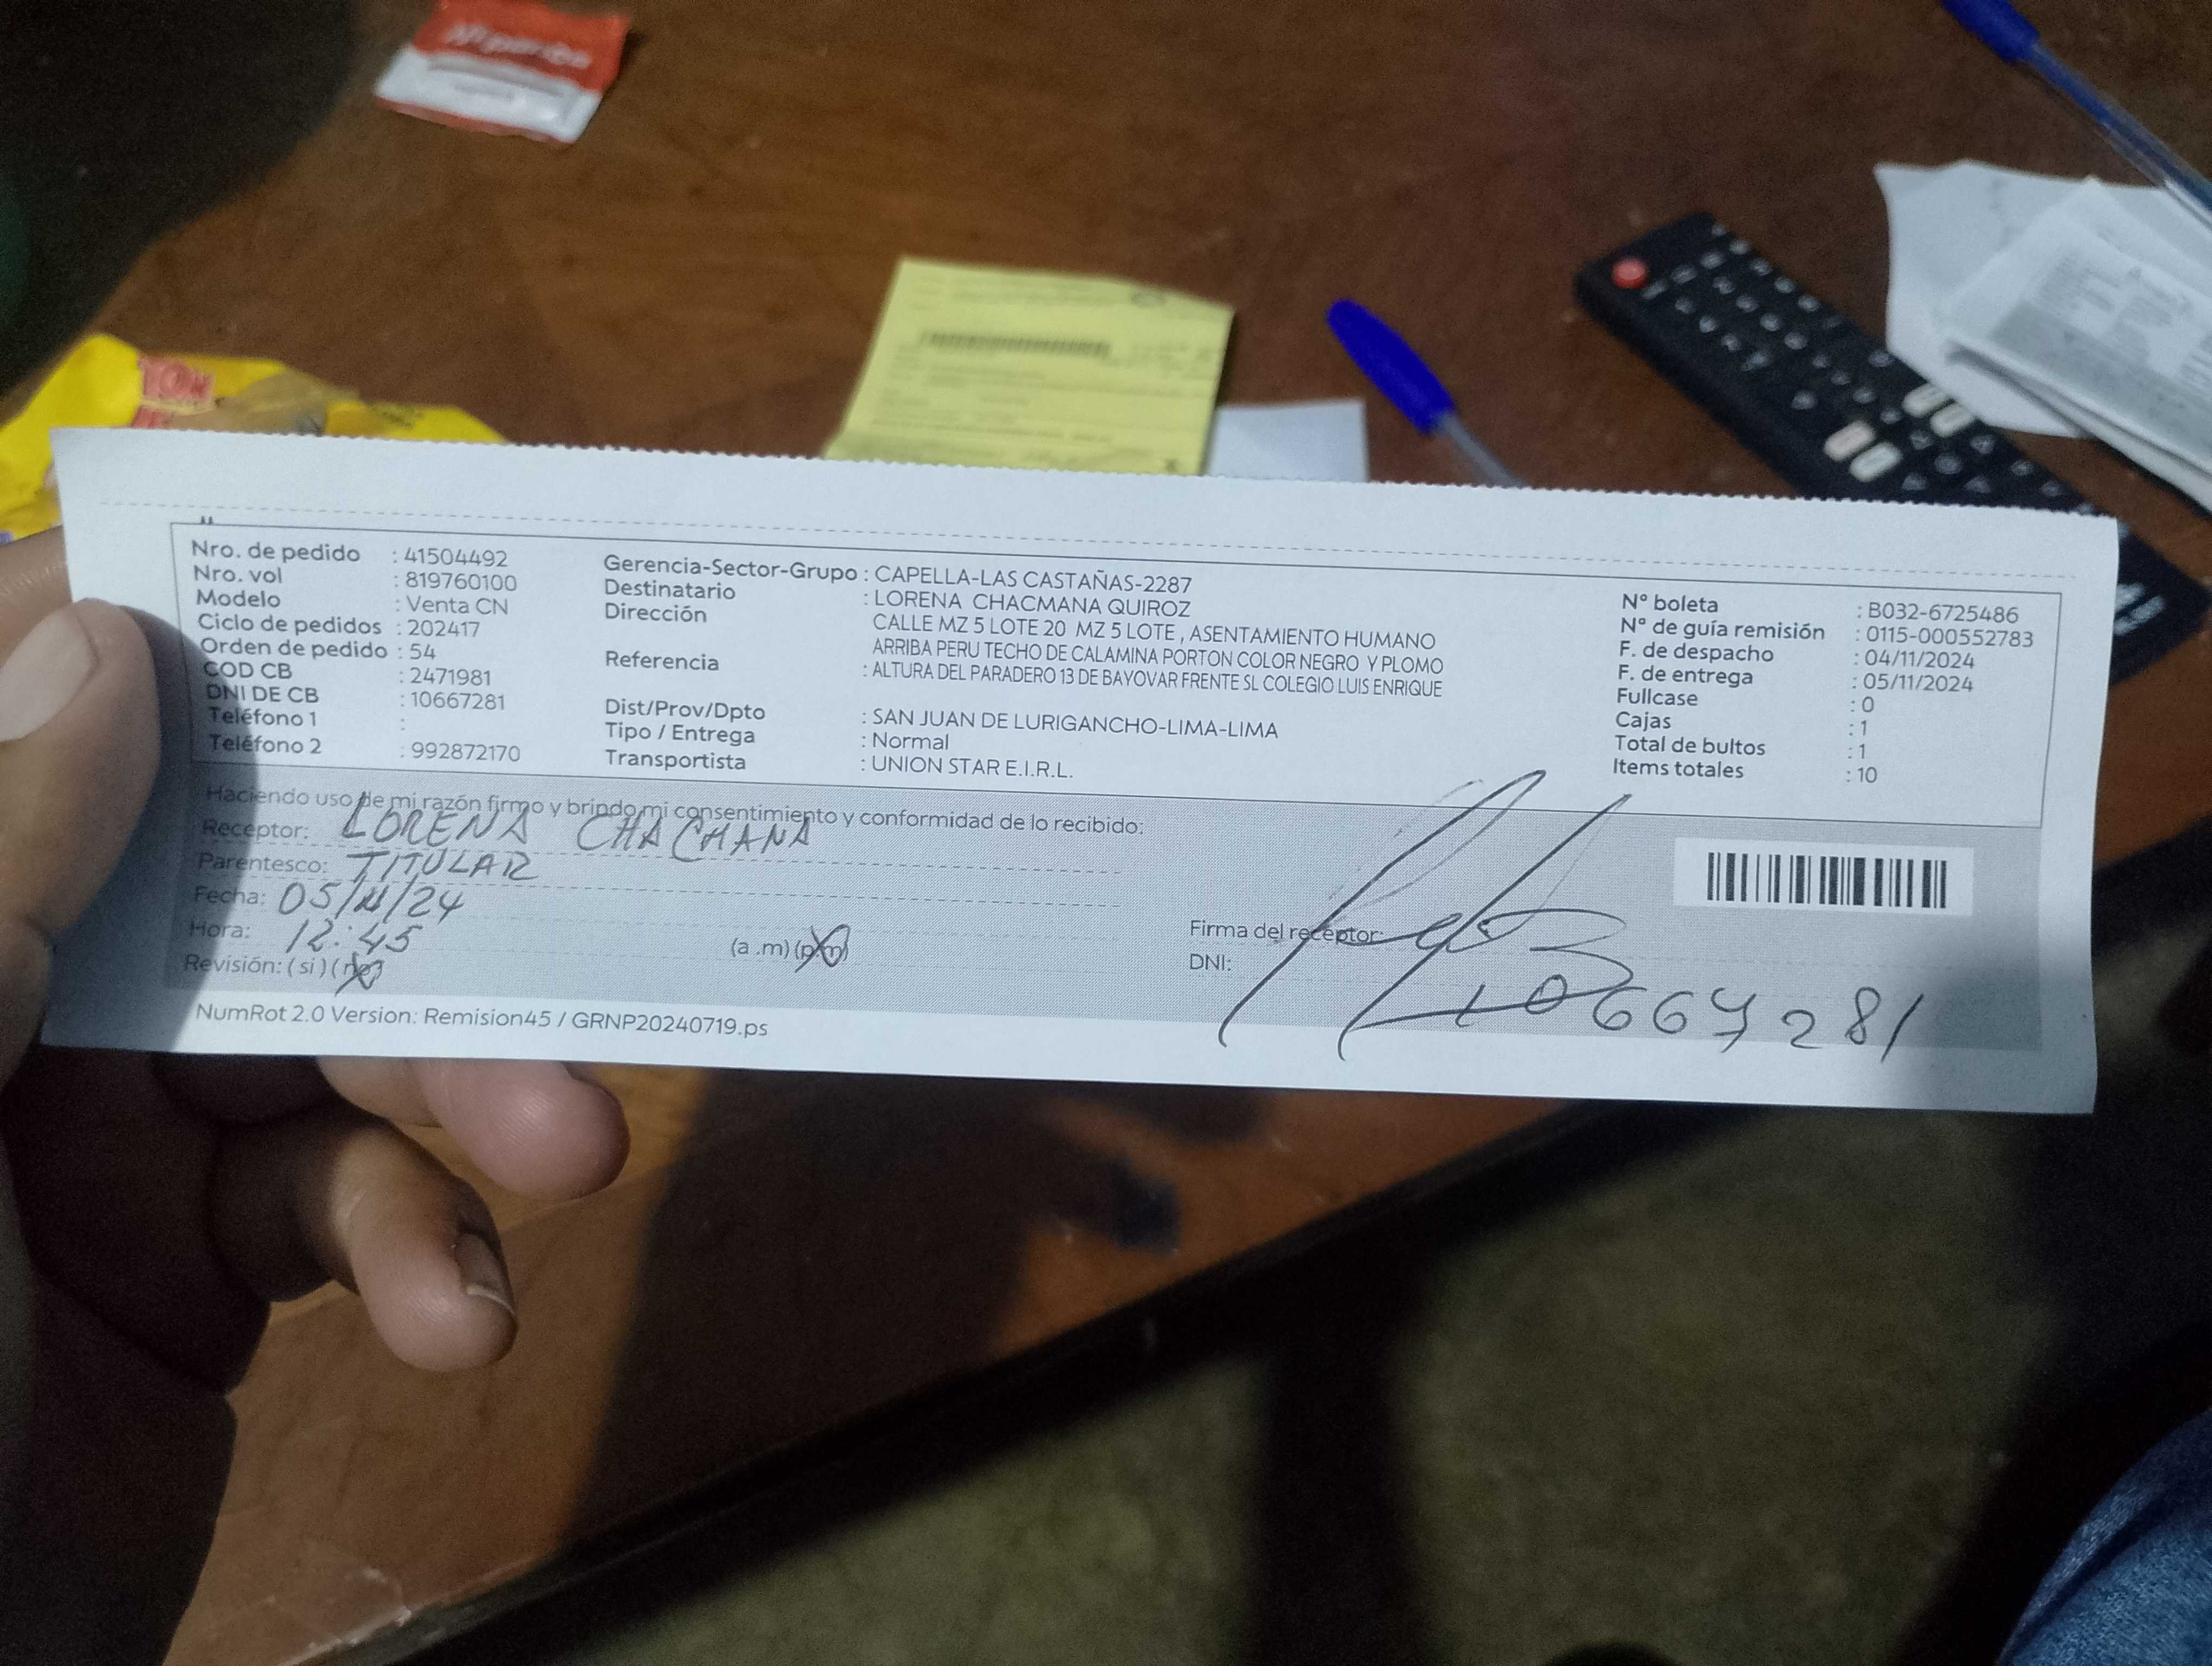 Nro. de pedido : 41504492
Nro. vol : 819760100
Modelo : Venta CN
Ciclo de pedidos : 202417
Orden de pedido : 54
COD CB : 2471981
DNI DE CB : 10667281
Teléfono 1 :
Teléfono 2 : 992872170
Gerencia-Sector-Grupo : CAPELLA-LAS CASTAÑAS-2287
Destinatario : LORENA CHACMANA QUIROZ
Dirección CALLE MZ 5 LOTE 20 MZ 5 LOTE , ASENTAMIENTO HUMANO
ARRIBA PERU TECHO DE CALAMINA PORTON COLOR NEGRO Y PLOMO
Referencia : ALTURA DEL PARADERO 13 DE BAYOVAR FRENTE SL COLEGIO LUIS ENRIQUE
Dist/Prov/Dpto : SAN JUAN DE LURIGANCHO-LIMA-LIMA
Tipo / Entrega : Normal
Transportista : UNION STAR E.I.R.L.
N° boleta : B032-6725486
N° de guía remisión : 0115-000552783
F. de despacho : 04/11/2024
F. de entrega : 05/11/2024
Fullcase : 0
Cajas : 1
Total de bultos : 1
Items totales : 10
Haciendo uso de mi razón firmo y brindo mi consentimiento y conformidad de lo recibido:
Receptor: LORENA CHACMANA
Parentesco: TITULAR
Fecha: 05/11/24
Hora: 12:45 (a .m) (p.m)
Revisión: (si) (no)
Firma del receptor:
DNI: 10667281
NumRot 2.0 Version: Remision45 / GRNP20240719.ps